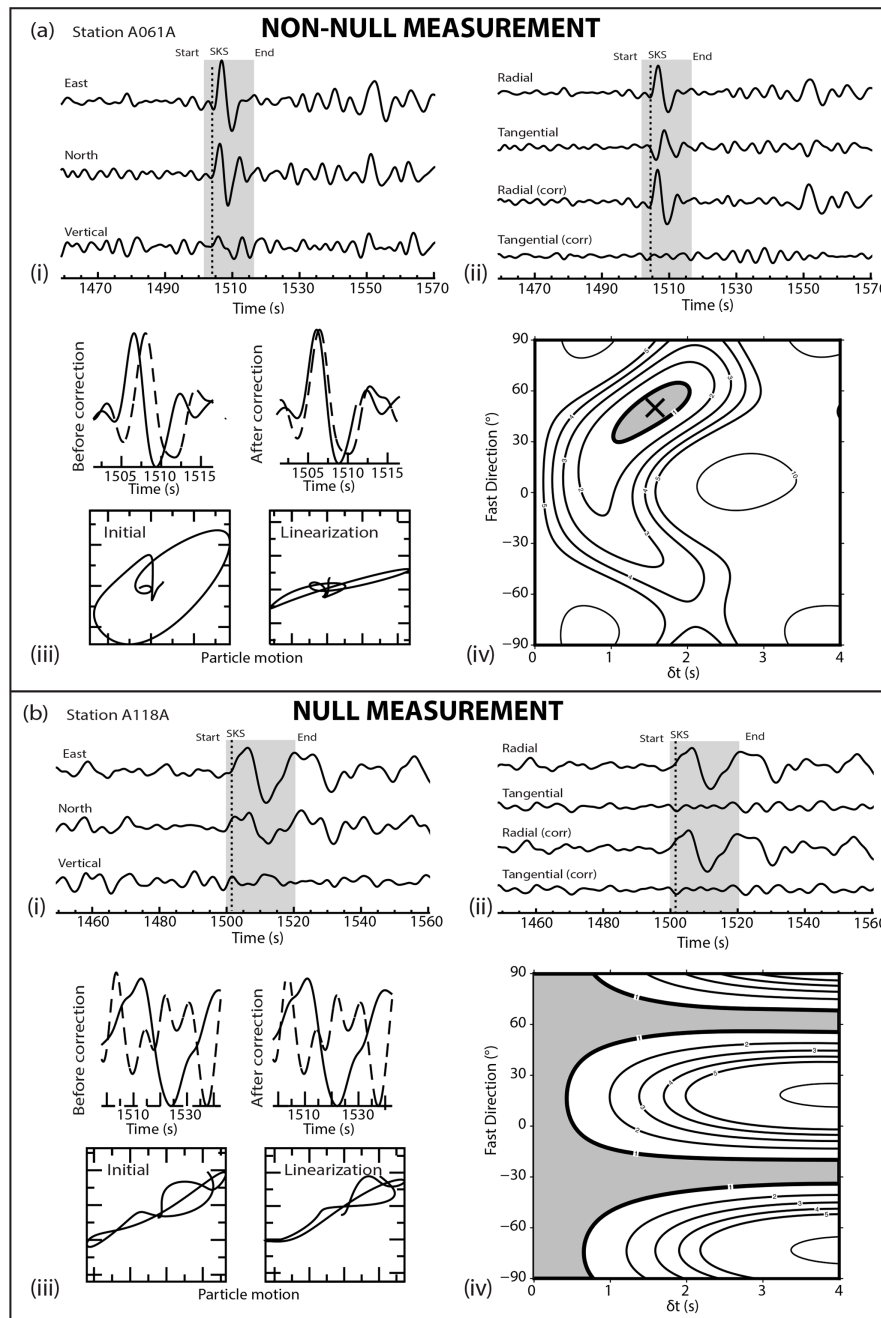 (a) Station A061A NON-NULL MEASUREMENT
Start SKS End
East
North
Vertical
(i)
1470 1490 1510 1530 1550 1570
Time (s)
Start SKS End
Radial
Tangential
Radial (corr)
Tangential (corr)
(ii)
1470 1490 1510 1530 1550 1570
Time (s)
Before correction
1505 1510 1515
Time (s)
After correction
1505 1510 1515
Time (s)
Initial
Linearization
(iii)
Particle motion
Fast Direction (°)
90
60
30
0
−30
−60
−90
0 1 2 3 4
δt (s)
(iv)
(b) Station A118A NULL MEASUREMENT
Start SKS End
East
North
Vertical
(i)
1460 1480 1500 1520 1540 1560
Time (s)
Start SKS End
Radial
Tangential
Radial (corr)
Tangential (corr)
(ii)
1460 1480 1500 1520 1540 1560
Time (s)
Before correction
1510 1530
Time (s)
After correction
1510 1530
Time (s)
Initial
Linearization
(iii)
Particle motion
Fast Direction (°)
90
60
30
0
−30
−60
−90
0 1 2 3 4
δt (s)
(iv)